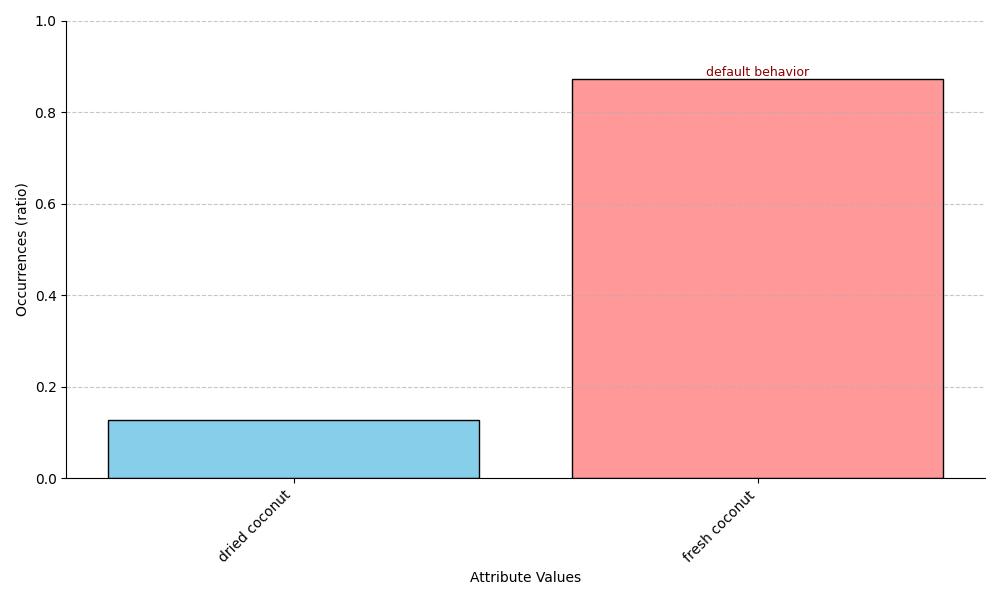 1.0
default behavior
0.8
0.6
0.4
0.2
0.0
Occurrences (ratio)
dried coconut
fresh coconut
Attribute Values